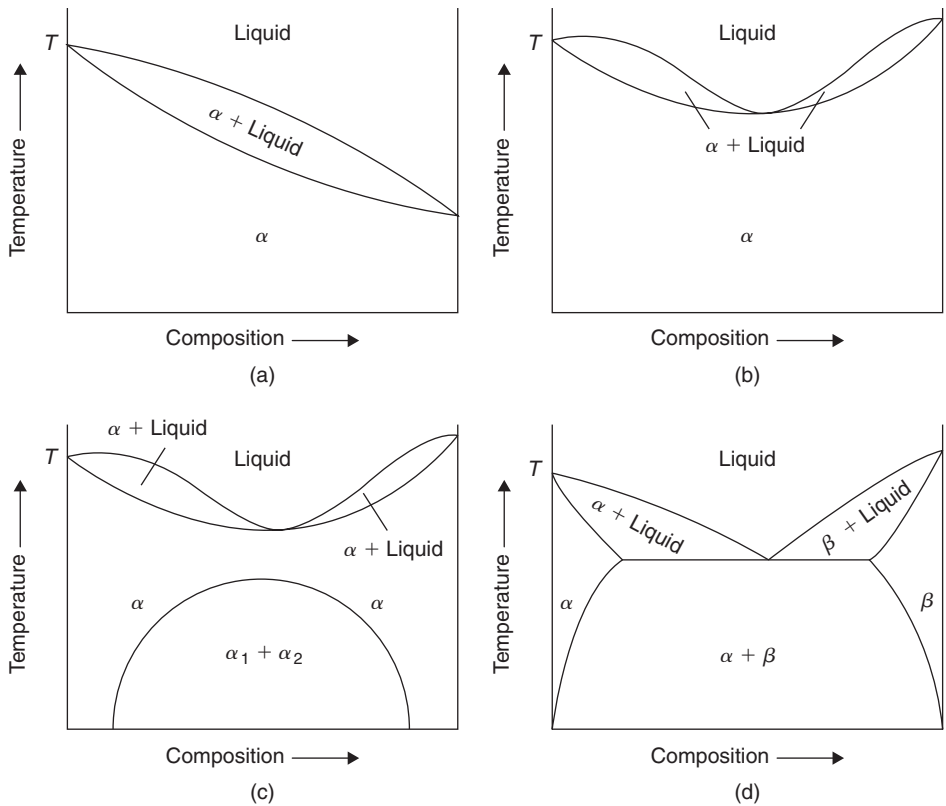 T
Liquid
α + Liquid
α
Temperature
Composition
(a)
T
Liquid
α + Liquid
α
Temperature
Composition
(b)
α + Liquid
T
Liquid
α + Liquid
α
α
α₁ + α₂
Temperature
Composition
(c)
T
Liquid
α + Liquid
β + Liquid
α
β
α + β
Temperature
Composition
(d)